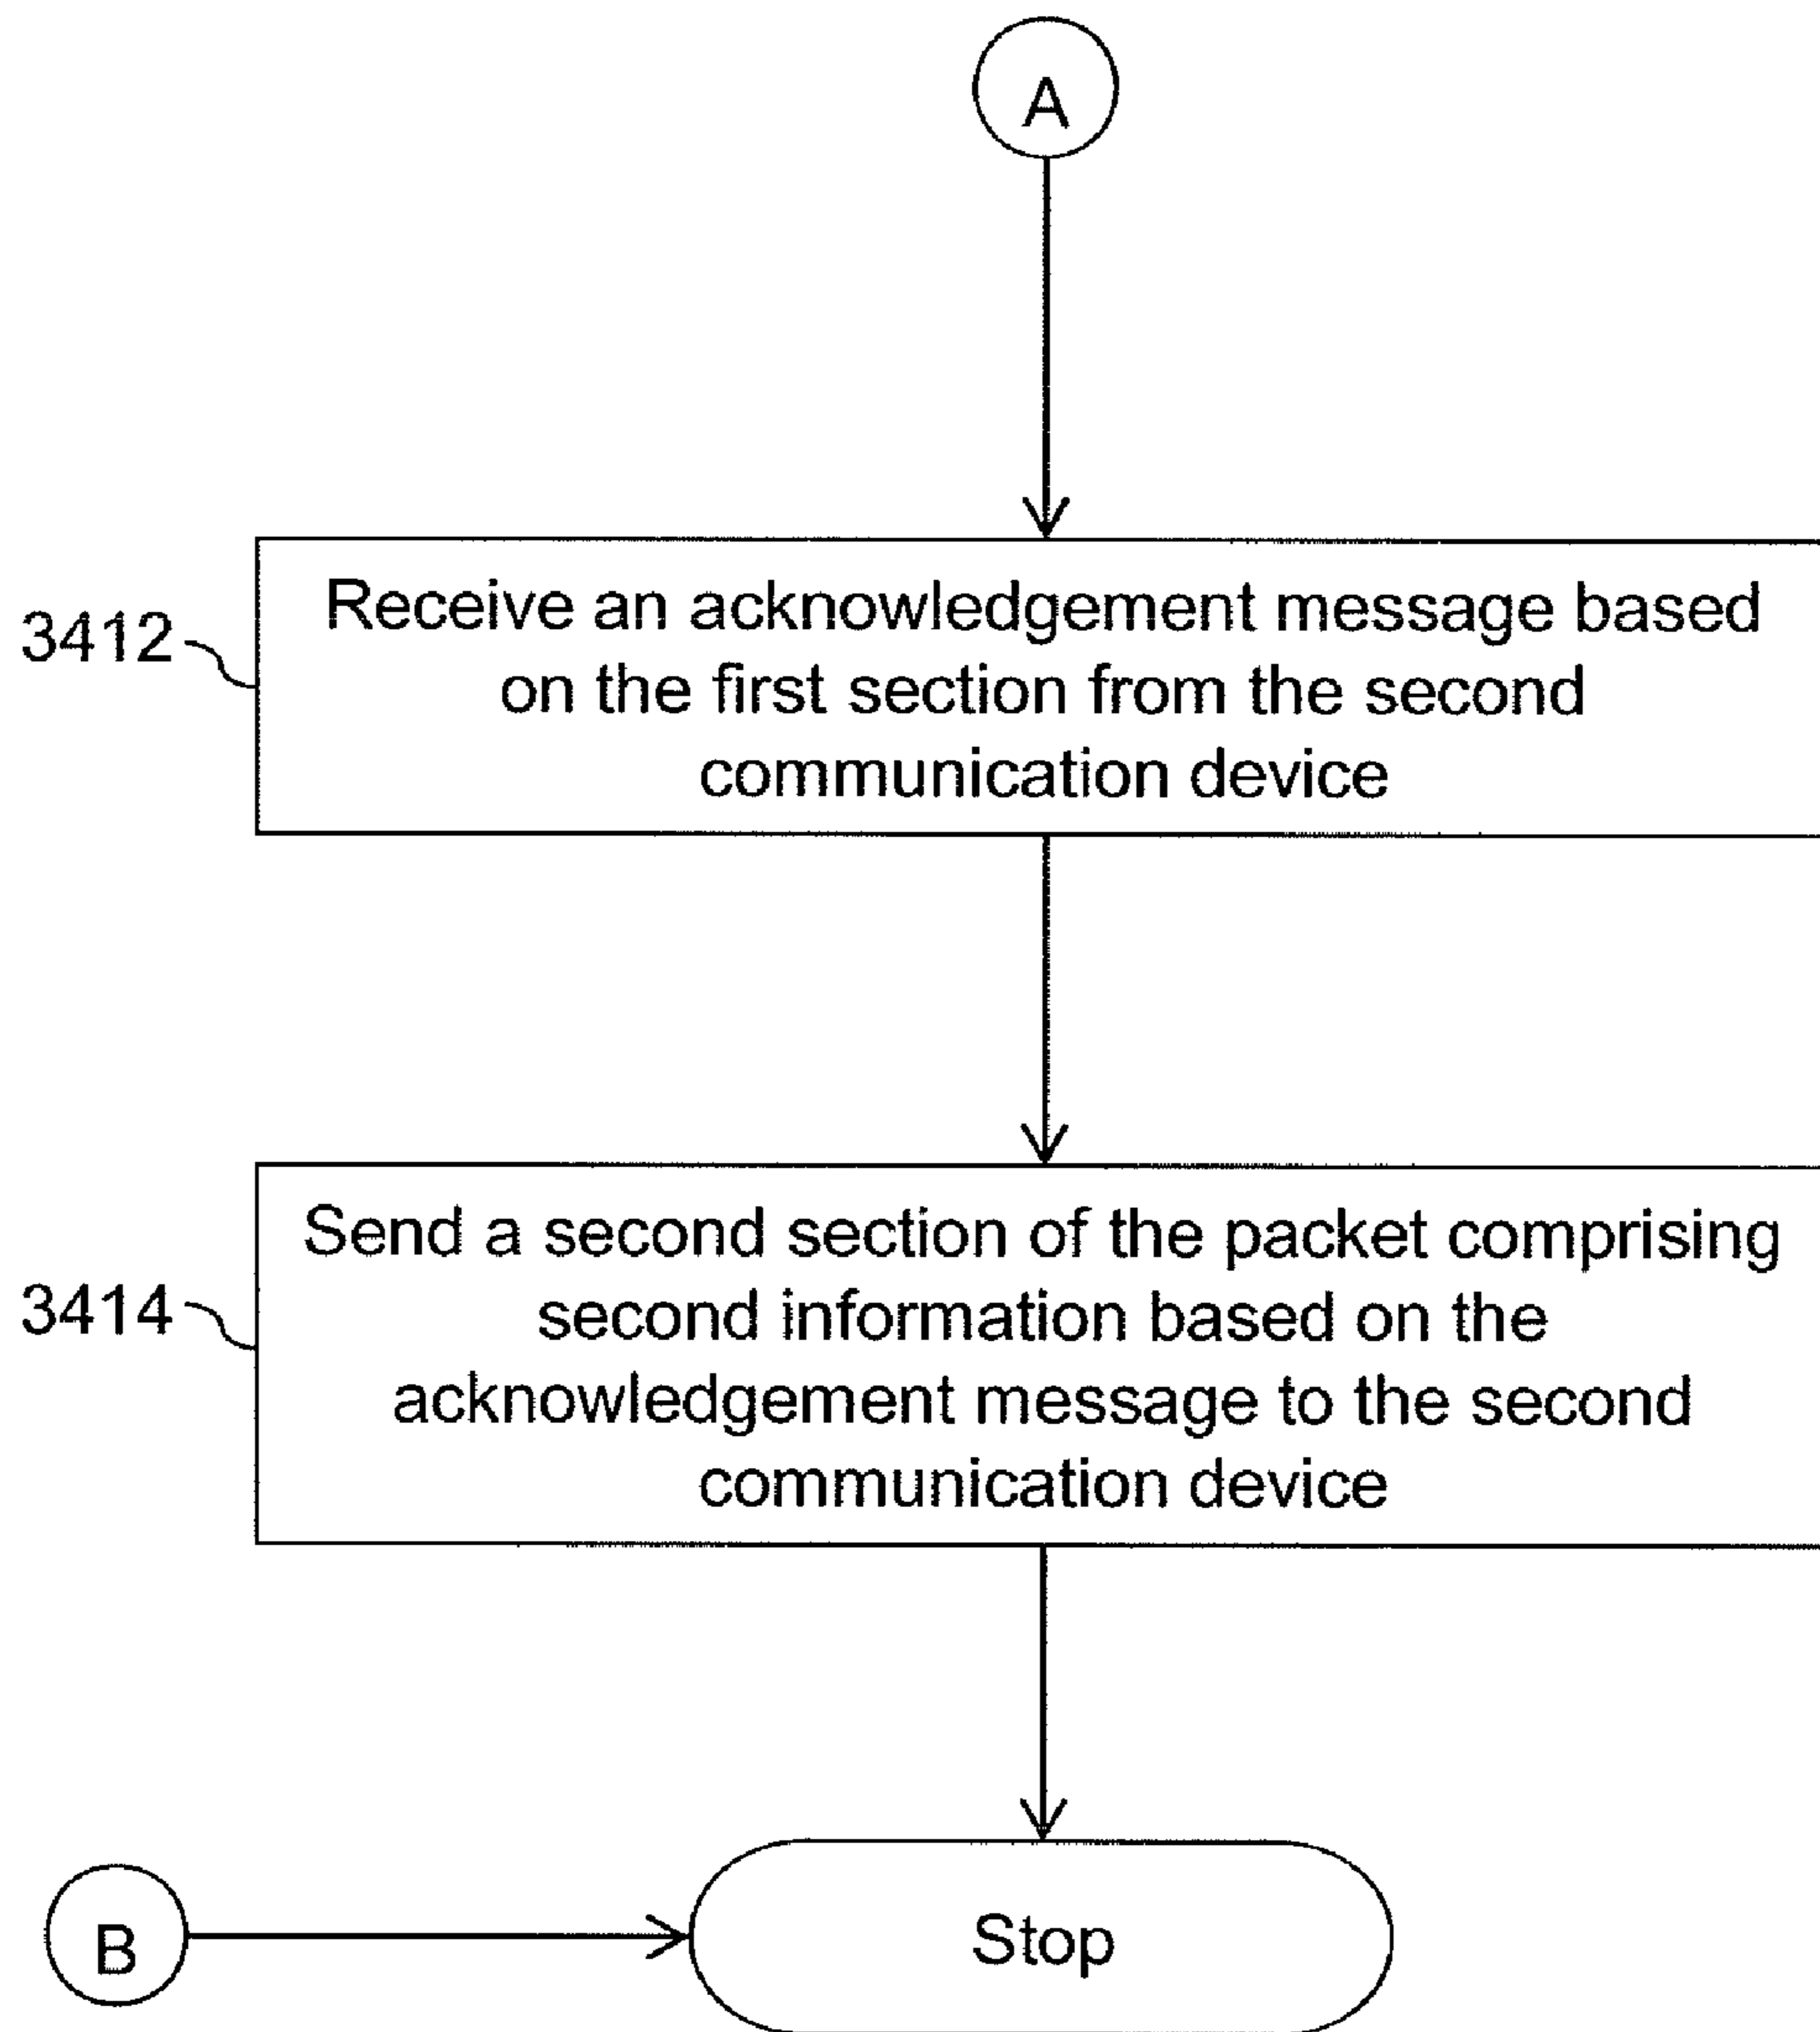 A
3412
Receive an acknowledgement message based
on the first section from the second
communication device
3414
Send a second section of the packet comprising
second information based on the
acknowledgement message to the second
communication device
B
Stop